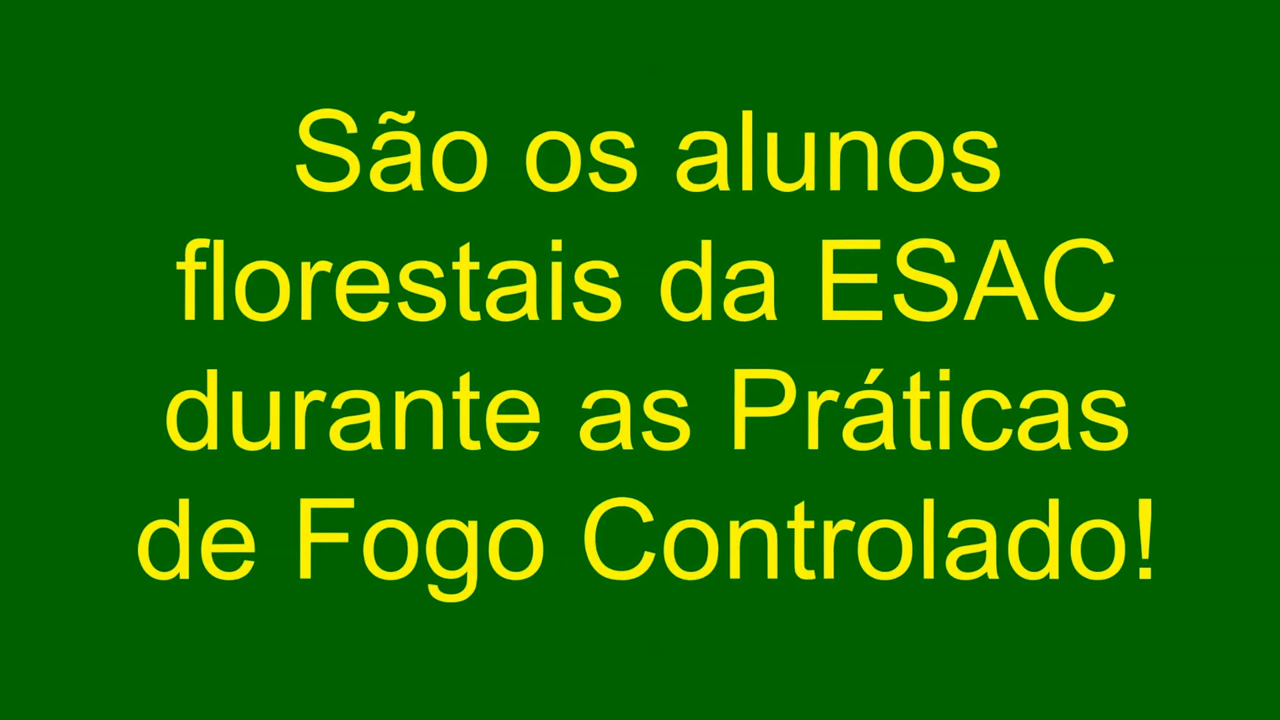 São os alunos
florestais da ESAC
durante as Práticas
de Fogo Controlado!